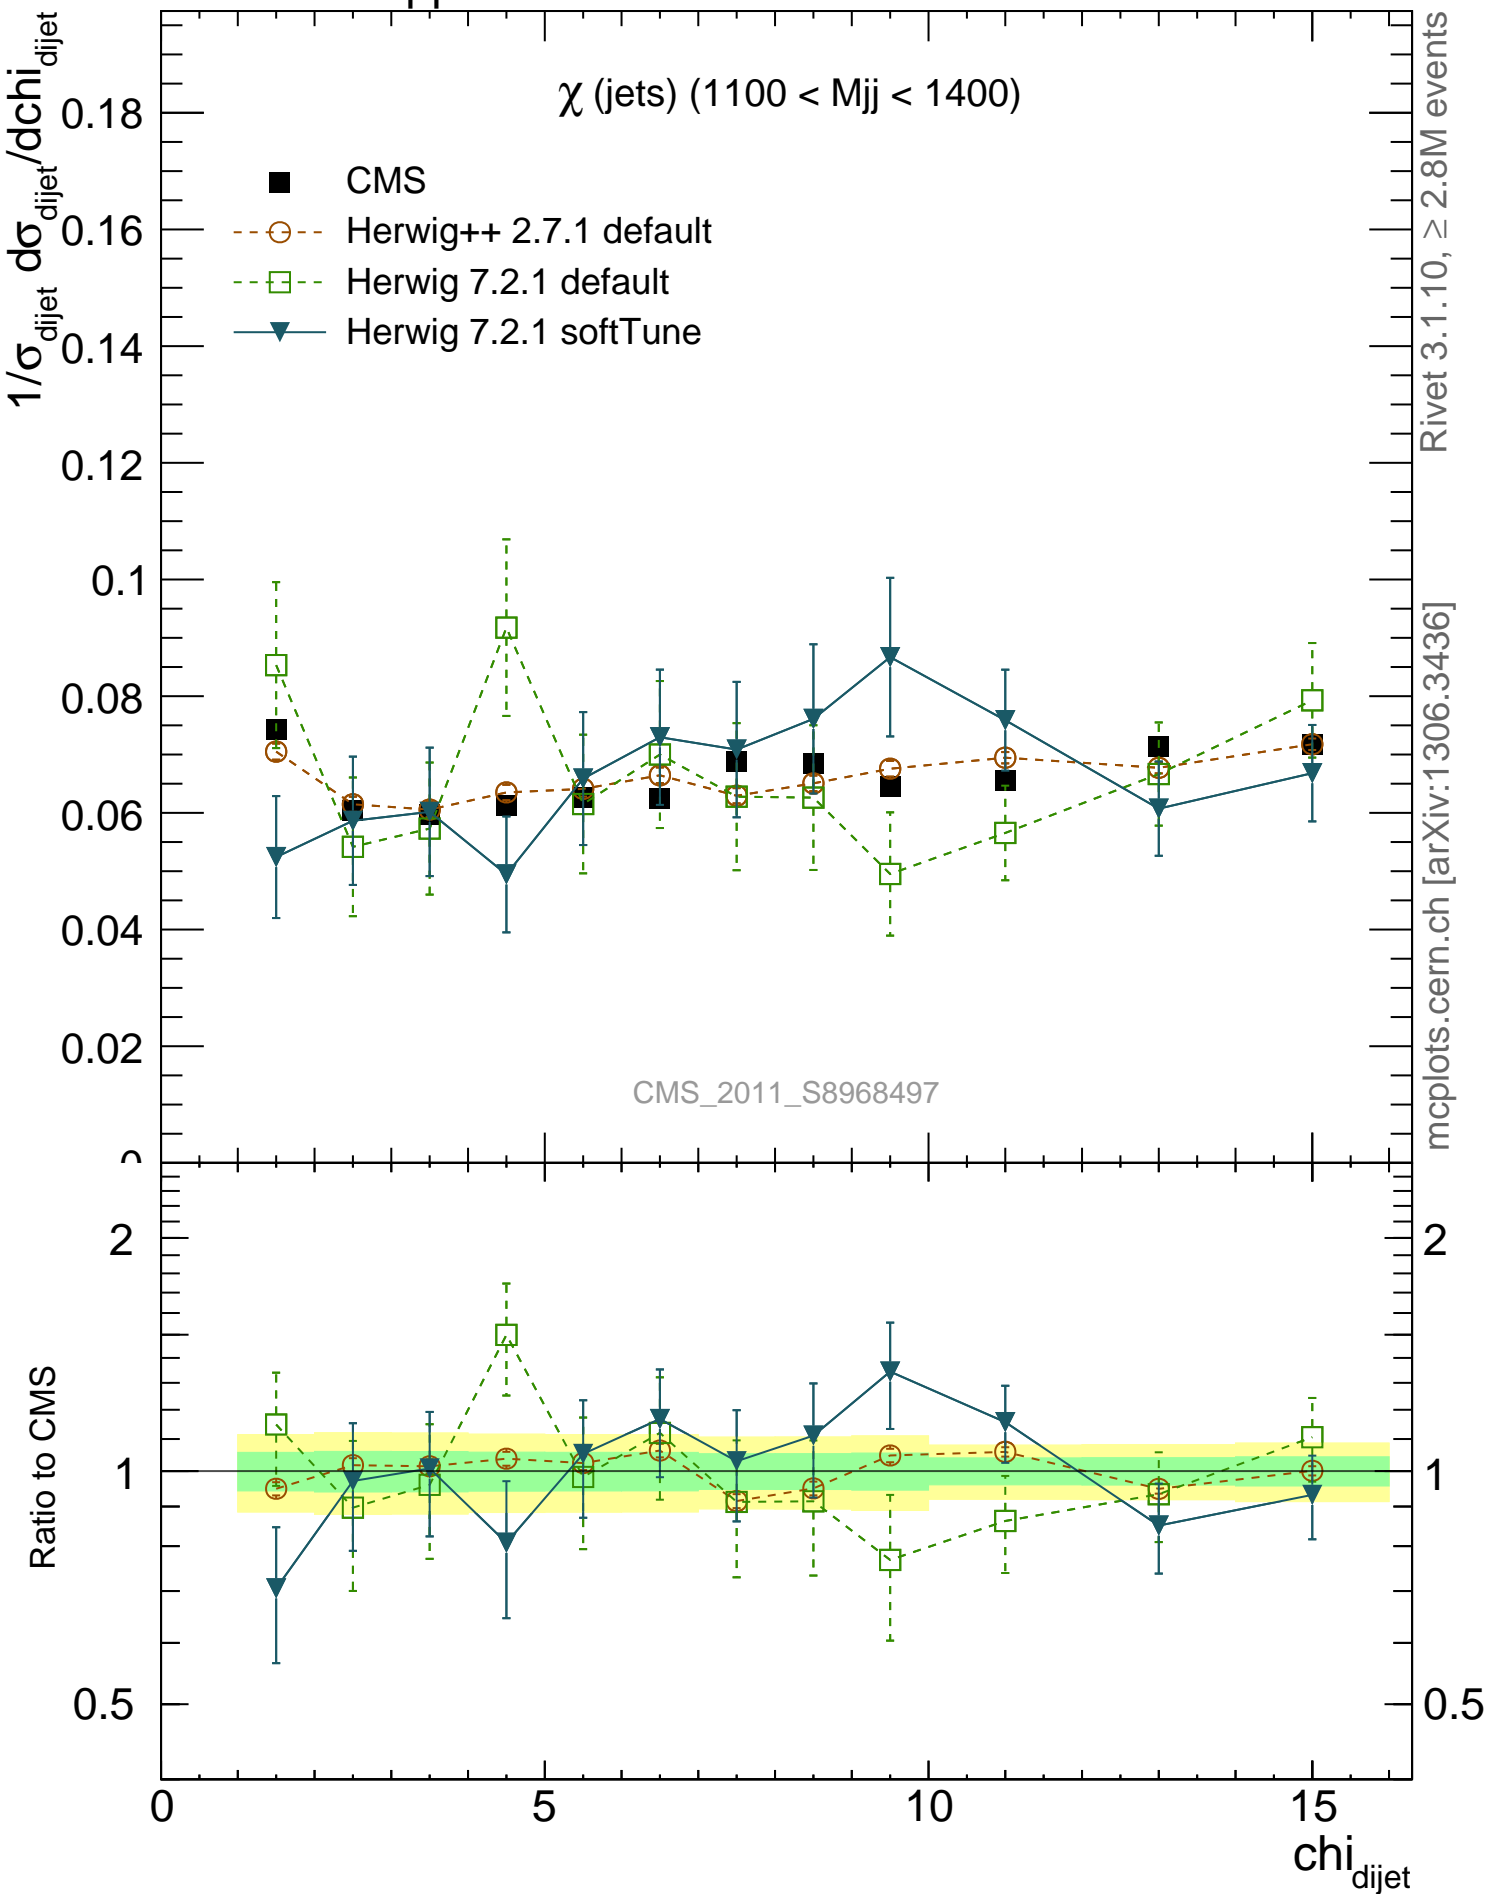 χ (jets) (1100 < Mjj < 1400)
1/σdijet dσdijet/dchidijet
CMS
Herwig++ 2.7.1 default
Herwig 7.2.1 default
Herwig 7.2.1 softTune
0.18
0.16
0.14
0.12
0.1
0.08
0.06
0.04
0.02
CMS_2011_S8968497
Rivet 3.1.10, ≥ 2.8M events
mcplots.cern.ch [arXiv:1306.3436]
Ratio to CMS
2
1
0.5
2
1
0.5
0
5
10
15
chidijet